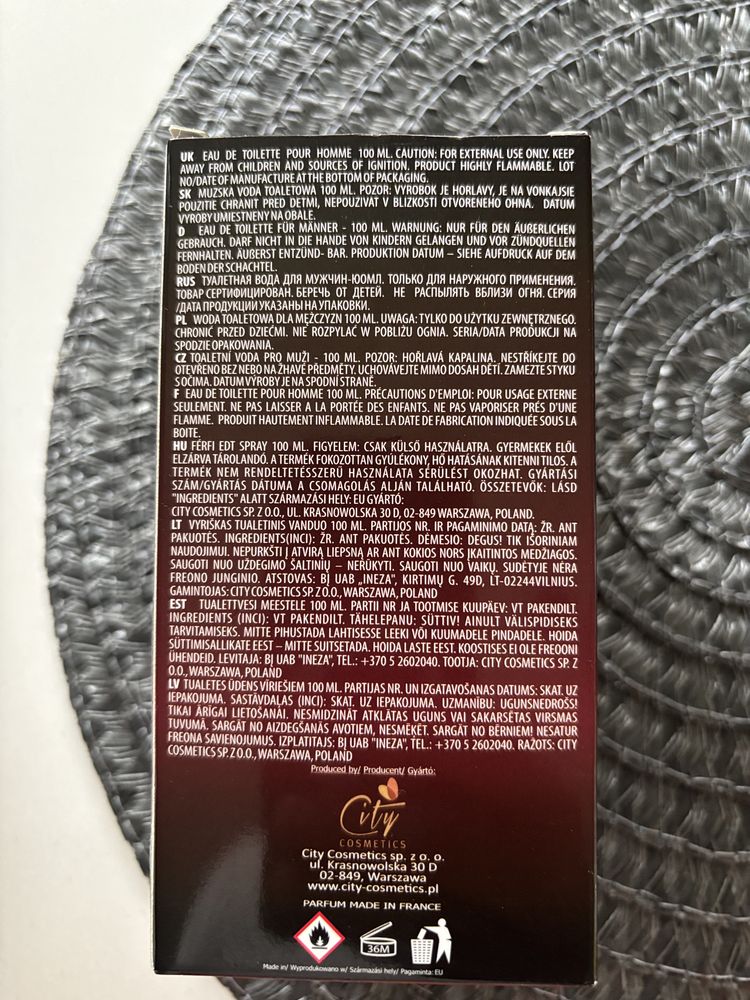 UK EAU DE TOILETTE POUR HOMME 100 ML. CAUTION: FOR EXTERNAL USE ONLY. KEEP
AWAY FROM CHILDREN AND SOURCES OF IGNITION. PRODUCT HIGHLY FLAMMABLE. LOT
NO/DATE OF MANUFACTURE AT THE BOTTOM OF PACKAGING.
SK MUZSKA VODA TOALETOWA 100 ML. POZOR: VYROBOK JE HORLAVY, JE NA VONKAJSIE
POUZITIE CHRANIT PRED DETMI, NEPOUZIVAT V BLIZKOSTI OTVORENEHO OHNA. DATUM
VYROBY UMIESTNENY NA OBALE.
D EAU DE TOILETTE FÜR MÄNNER - 100 ML. WARNUNG: NUR FÜR DEN ÄUßERLICHEN
GEBRAUCH. DARF NICHT IN DIE HANDE VON KINDERN GELANGEN UND VOR ZÜNDQUELLEN
FERNHALTEN. ÄUßERST ENTZÜND- BAR. PRODUKTION DATUM – SIEHE AUFDRUCK AUF DEM
BODEN DER SCHACHTEL.
RUS ТУАЛЕТНАЯ ВОДА ДЛЯ МУЖЧИН-ЮОМЛ. ТОЛЬКО ДЛЯ НАРУЖНОГО ПРИМЕНЕНИЯ.
ТОВАР СЕРТИФИЦИРОВАН. БЕРЕЧЬ ОТ ДЕТЕЙ. НЕ РАСПЫЛЯТЬ ВБЛИЗИ ОГНЯ. СЕРИЯ
/ДАТА ПРОДУКЦИИ УКАЗАНЫ НА УПАКОВКИ.
PL WODA TOALETOWA DLA MĘŻCZYZN 100 ML. UWAGA: TYLKO DO UŻYTKU ZEWNĘTRZNEGO.
CHRONIĆ PRZED DZIEĆMI. NIE ROZPYLAĆ W POBLIŻU OGNIA. SERIA/DATA PRODUKCJI NA
SPODZIE OPAKOWANIA.
CZ TOALETNÍ VODA PRO MUŽI - 100 ML. POZOR: HOŘLAVÁ KAPALINA. NESTŘÍKEJTE DO
OTEVŘENO BEZ NEBO NA ŽHAVÉ PŘEDMĚTY. UCHOVÁVEJTE MIMO DOSAH DĚTÍ. ZAMEZTE STYKU
S OČIMA. DATUM VÝROBY JE NA SPODNÍ STRANĚ.
F EAU DE TOILETTE POUR HOMME 100 ML. PRÉCAUTIONS D'EMPLOI: POUR USAGE EXTERNE
SEULEMENT. NE PAS LAISSER A LA PORTÉE DES ENFANTS. NE PAS VAPORISER PRÉS D'UNE
FLAMME. PRODUIT HAUTEMENT INFLAMMABLE. LA DATE DE FABRICATION INDIQUÉE SOUS LA
BOITE.
HU FÉRFI EDT SPRAY 100 ML. FIGYELEM: CSAK KÜLSŐ HASZNÁLATRA. GYERMEKEK ELŐL
ELZÁRVA TÁROLANDÓ. A TERMÉK FOKOZOTTAN GYÚLÉKONY, HŐ HATÁSÁNAK KITENNI TILOS. A
TERMÉK NEM RENDELTETÉSSZERŰ HASZNÁLATA SÉRÜLÉST OKOZHAT. GYÁRTÁSI
SZÁM/GYÁRTÁS DÁTUMA A CSOMAGOLÁS ALJÁN TALÁLHATÓ. ÖSSZETEVŐK: LÁSD
"INGREDIENTS" ALATT SZÁRMAZÁSI HELY: EU GYÁRTÓ:
CITY COSMETICS SP. Z O.O., UL. KRASNOWOLSKA 30 D, 02-849 WARSZAWA, POLAND.
LT VYRIŠKAS TUALETINIS VANDUO 100 ML. PARTIJOS NR. IR PAGAMINIMO DATĄ: ŽR. ANT
PAKUOTĖS. INGREDIENTS(INCI): ŽR. ANT PAKUOTĖS. DĖMESIO: DEGUS! TIK IŠORINIAM
NAUDOJIMUI. NEPURKŠTI Į ATVIRĄ LIEPSNĄ AR ANT KOKIOS NORS ĮKAITINTOS MEDŽIAGOS.
SAUGOTI NUO UŽDEGIMO ŠALTINIŲ – NERŪKYTI. SAUGOTI NUO VAIKŲ. SUDĖTYJE NĖRA
FREONO JUNGINIO. ATSTOVAS: BJ UAB „INEZA", KIRTIMŲ G. 49D, LT-02244VILNIUS.
GAMINTOJAS: CITY COSMETICS SP. Z O.O., WARSZAWA, POLAND
EST TUALETTVESI MEESTELE 100 ML. PARTII NR JA TOOTMISE KUUPÄEV: VT PAKENDILT.
INGREDIENTS (INCI): VT PAKENDILT. TÄHELEPANU: SÜTTIV! AINULT VÄLISPIDISEKS
TARVITAMISEKS. MITTE PIHUSTADA LAHTISESSE LEEKI VÕI KUUMADELE PINDADELE. HOIDA
SÜTTIMISALLIKATE EEST – MITTE SUITSETADA. HOIDA LASTE EEST. KOOSTISES EI OLE FREOONI
ÜHENDEID. LEVITAJA: BJ UAB "INEZA", TEL.: +370 5 2602040. TOOTJA: CITY COSMETICS SP. Z
O.O., WARSZAWA, POLAND
LV TUALETES ŪDENS VĪRIEŠIEM 100 ML. PARTIJAS NR. UN IZGATAVOŠANAS DATUMS: SKAT. UZ
IEPAKOJUMA. SASTĀVDAĻAS (INCI): SKAT. UZ IEPAKOJUMA. UZMANĪBU: UGUNSNEDROŠS!
TIKAI ĀRĪGAI LIETOŠANAI. NESMIDZINĀT ATKLĀTAS UGUNS VAI SAKARSĒTAS VIRSMAS
TUVUMĀ. SARGĀT NO AIZDEGŠANĀS AVOTIEM, NESMĒĶĒT. SARGĀT NO BĒRNIEM! NESATUR
FREONA SAVIENOJUMUS. IZPLATITAJS: BJ UAB "INEZA", TEL.: +370 5 2602040. RAŽOTS: CITY
COSMETICS SP. Z O.O., WARSZAWA, POLAND
Produced by/ Producent/ Gyártó:
City
COSMETICS
City Cosmetics sp. z o. o.
ul. Krasnowolska 30 D
02-849, Warszawa
www.city-cosmetics.pl
PARFUM MADE IN FRANCE
36M
Made in/ Wyprodukowano w/ Származási hely/ Pagaminta: EU